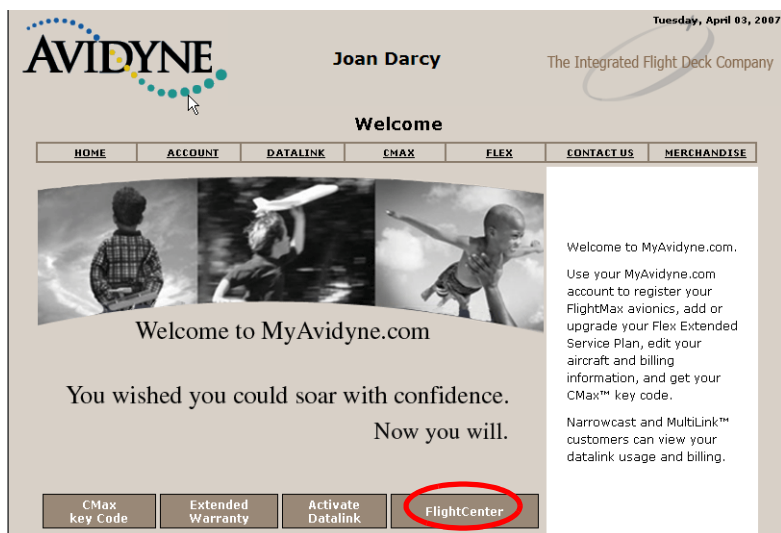 Tuesday, April 03, 2007
AVIDYNE
Joan Darcy
The Integrated Flight Deck Company
Welcome
HOME ACCOUNT DATALINK CMAX FLEX CONTACT US MERCHANDISE
Welcome to MyAvidyne.com
You wished you could soar with confidence.
Now you will.
Welcome to MyAvidyne.com.
Use your MyAvidyne.com
account to register your
FlightMax avionics, add or
upgrade your Flex Extended
Service Plan, edit your
aircraft and billing
information, and get your
CMax™ key code.
Narrowcast and MultiLink™
customers can view your
datalink usage and billing.
CMax
key Code
Extended
Warranty
Activate
Datalink
FlightCenter